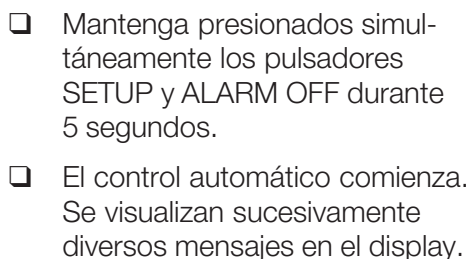 ❑ Mantenga presionados simul-
táneamente los pulsadores
SETUP y ALARM OFF durante
5 segundos.
❑ El control automático comienza.
Se visualizan sucesivamente
diversos mensajes en el display.